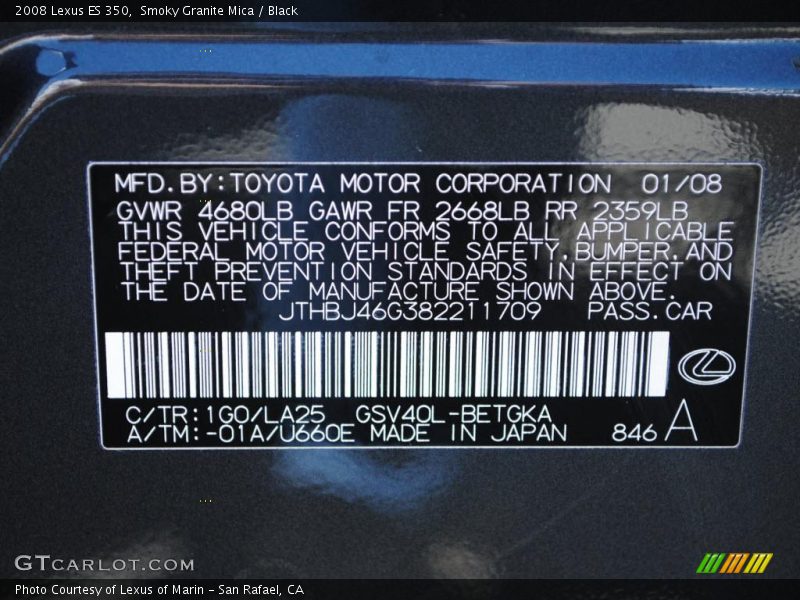 2008 Lexus ES 350, Smoky Granite Mica / Black
MFD.BY:TOYOTA MOTOR CORPORATION 01/08
GVWR 4680LB GAWR FR 2668LB RR 2359LB
THIS VEHICLE CONFORMS TO ALL APPLICABLE
FEDERAL MOTOR VEHICLE SAFETY,BUMPER,AND
THEFT PREVENTION STANDARDS IN EFFECT ON
THE DATE OF MANUFACTURE SHOWN ABOVE.
JTHBJ46G382211709 PASS.CAR
C/TR:1G0/LA25 GSV40L-BETGKA
A/TM:-01A/U660E MADE IN JAPAN 846 A
GTCARLOT.COM
Photo Courtesy of Lexus of Marin - San Rafael, CA